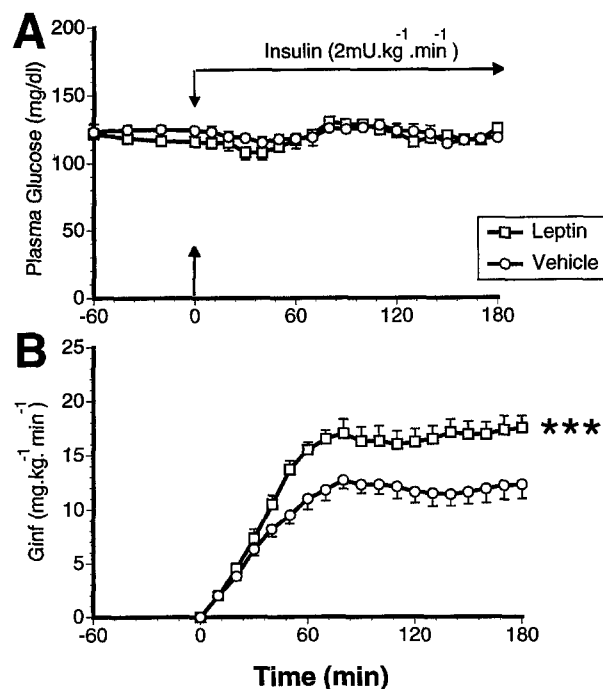 A
Plasma Glucose (mg/dl)
200
150
100
50
0
Insulin (2mU.kg⁻¹.min⁻¹)
Leptin
Vehicle
-60 0 60 120 180
B
Ginf (mg.kg⁻¹.min⁻¹)
25
20
15
10
5
0
***
-60 0 60 120 180
Time (min)